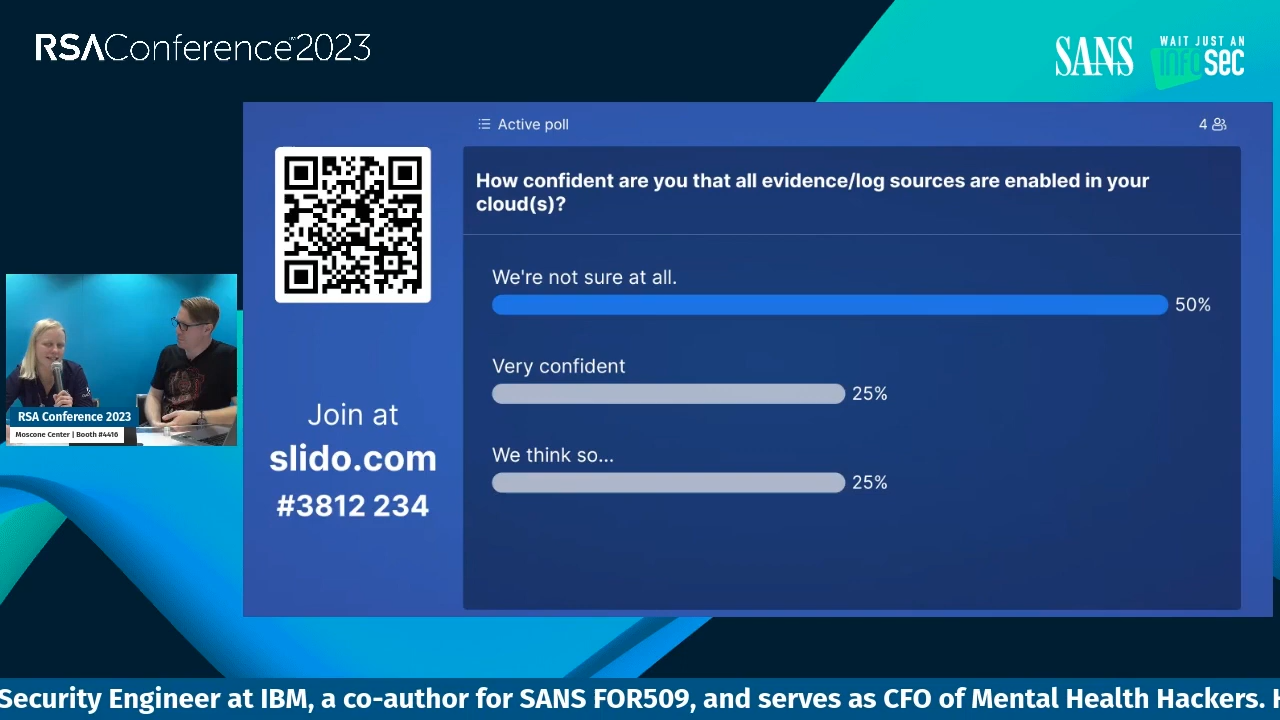 RSAConference™2023
SANS
WAIT JUST AN
INFOSEC
Active poll
4
How confident are you that all evidence/log sources are enabled in your
cloud(s)?
We're not sure at all.
50%
Very confident
25%
We think so...
25%
Join at
slido.com
#3812 234
RSA Conference 2023
Moscone Center | Booth #4416
Security Engineer at IBM, a co-author for SANS FOR509, and serves as CFO of Mental Health Hackers. H